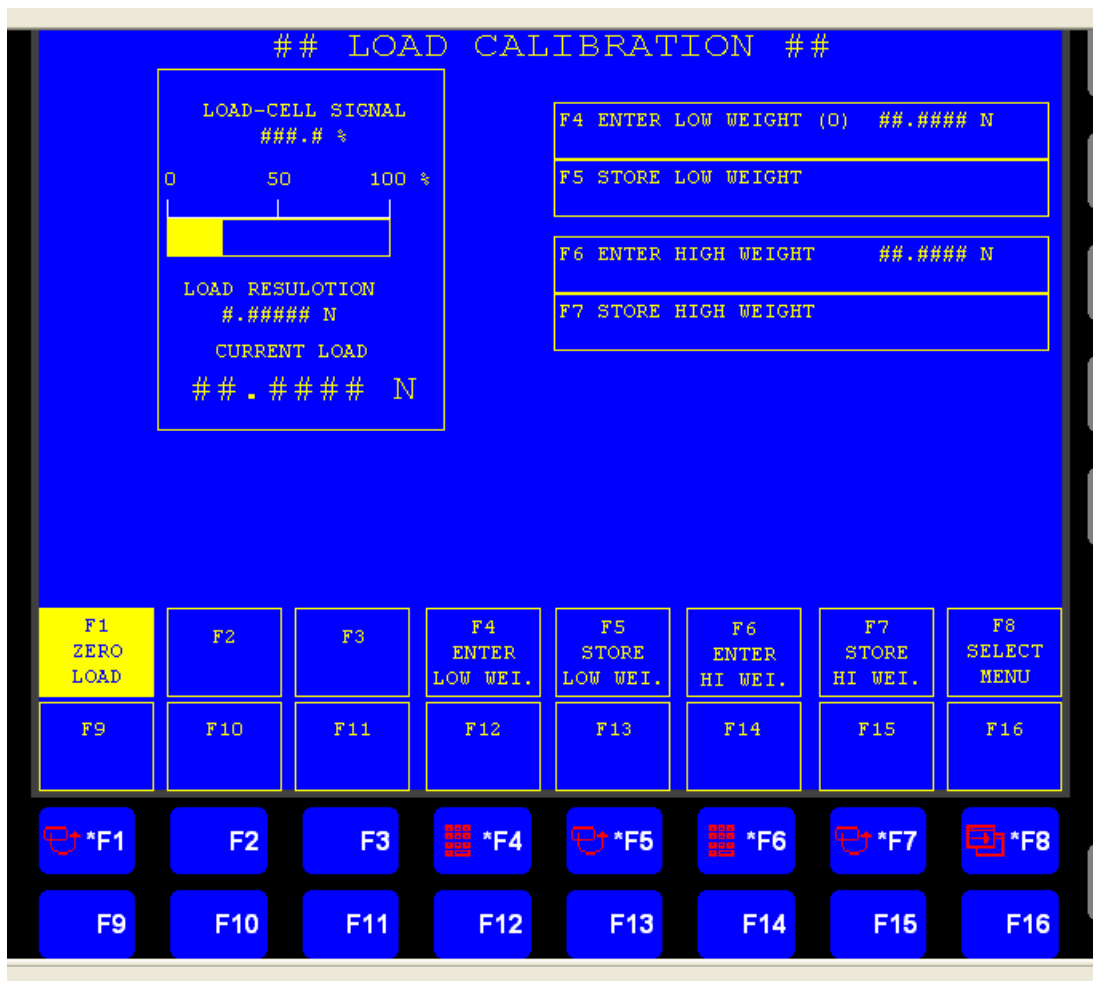 ## LOAD CALIBRATION ##
LOAD-CELL SIGNAL
###.# %
0 50 100 %
LOAD RESULOTION
#.##### N
CURRENT LOAD
##.#### N
F4 ENTER LOW WEIGHT (0) ##.#### N
F5 STORE LOW WEIGHT
F6 ENTER HIGH WEIGHT ##.#### N
F7 STORE HIGH WEIGHT
F1
ZERO
LOAD
F2
F3
F4
ENTER
LOW WEI.
F5
STORE
LOW WEI.
F6
ENTER
HI WEI.
F7
STORE
HI WEI.
F8
SELECT
MENU
F9 F10 F11 F12 F13 F14 F15 F16
*F1 F2 F3 *F4 *F5 *F6 *F7 *F8
F9 F10 F11 F12 F13 F14 F15 F16